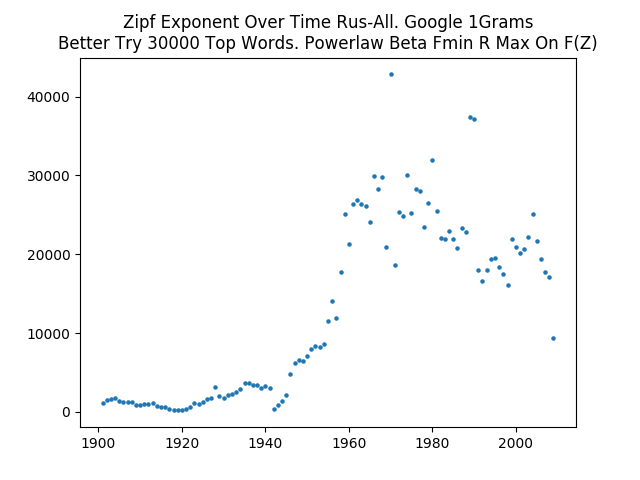 Zipf Exponent Over Time Rus-All. Google 1Grams
Better Try 30000 Top Words. Powerlaw Beta Fmin R Max On F(Z)
40000
30000
20000
10000
0
1900 1920 1940 1960 1980 2000